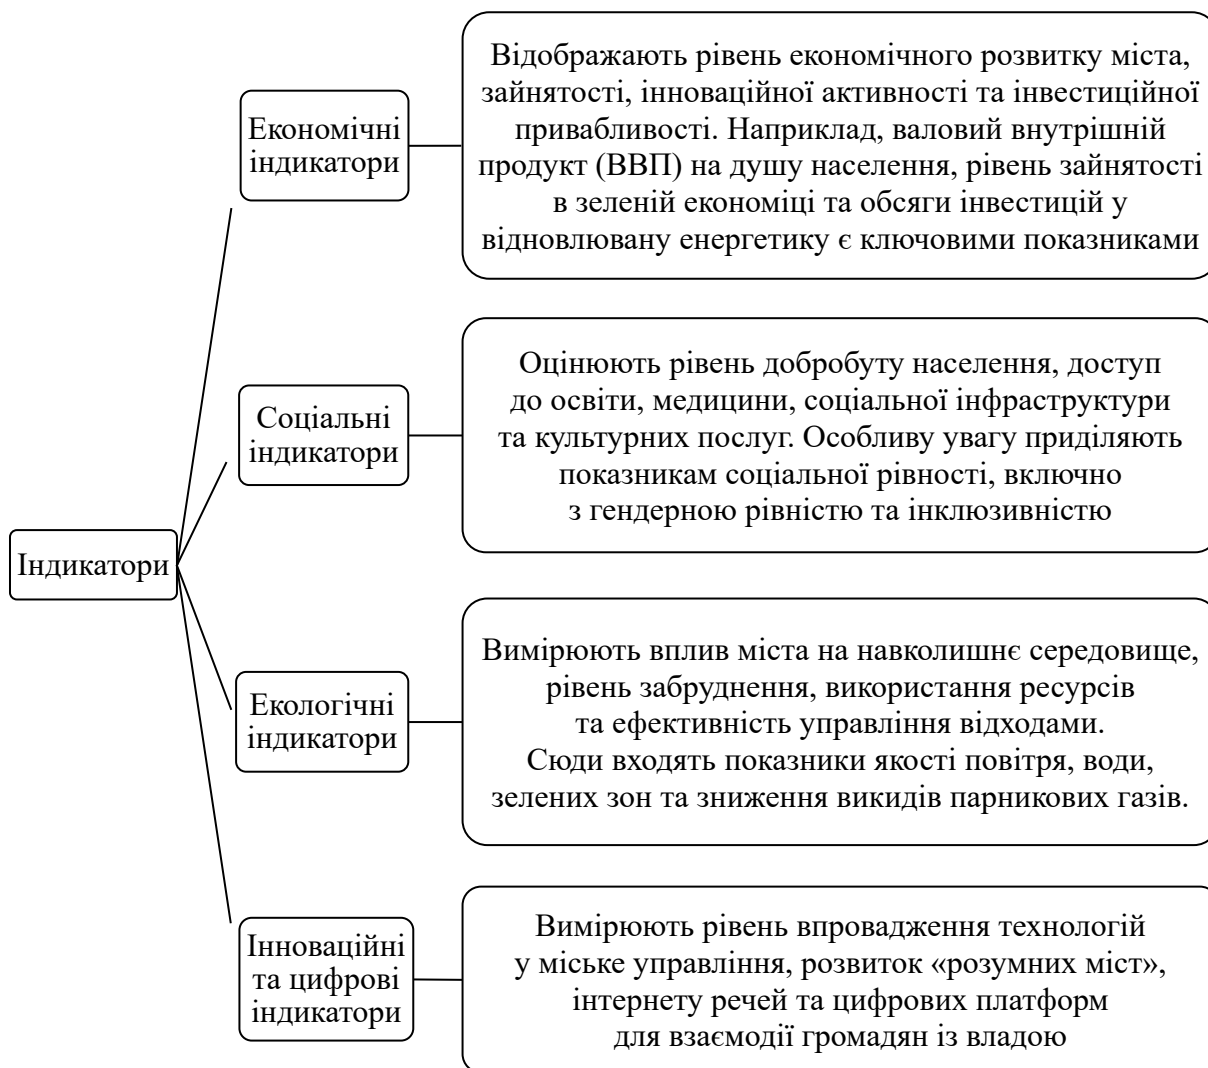 Індикатори
Економічні
індикатори
Відображають рівень економічного розвитку міста,
зайнятості, інноваційної активності та інвестиційної
привабливості. Наприклад, валовий внутрішній
продукт (ВВП) на душу населення, рівень зайнятості
в зеленій економіці та обсяги інвестицій у
відновлювану енергетику є ключовими показниками
Соціальні
індикатори
Оцінюють рівень добробуту населення, доступ
до освіти, медицини, соціальної інфраструктури
та культурних послуг. Особливу увагу приділяють
показникам соціальної рівності, включно
з гендерною рівністю та інклюзивністю
Екологічні
індикатори
Вимірюють вплив міста на навколишнє середовище,
рівень забруднення, використання ресурсів
та ефективність управління відходами.
Сюди входять показники якості повітря, води,
зелених зон та зниження викидів парникових газів.
Інноваційні
та цифрові
індикатори
Вимірюють рівень впровадження технологій
у міське управління, розвиток «розумних міст»,
інтернету речей та цифрових платформ
для взаємодії громадян із владою